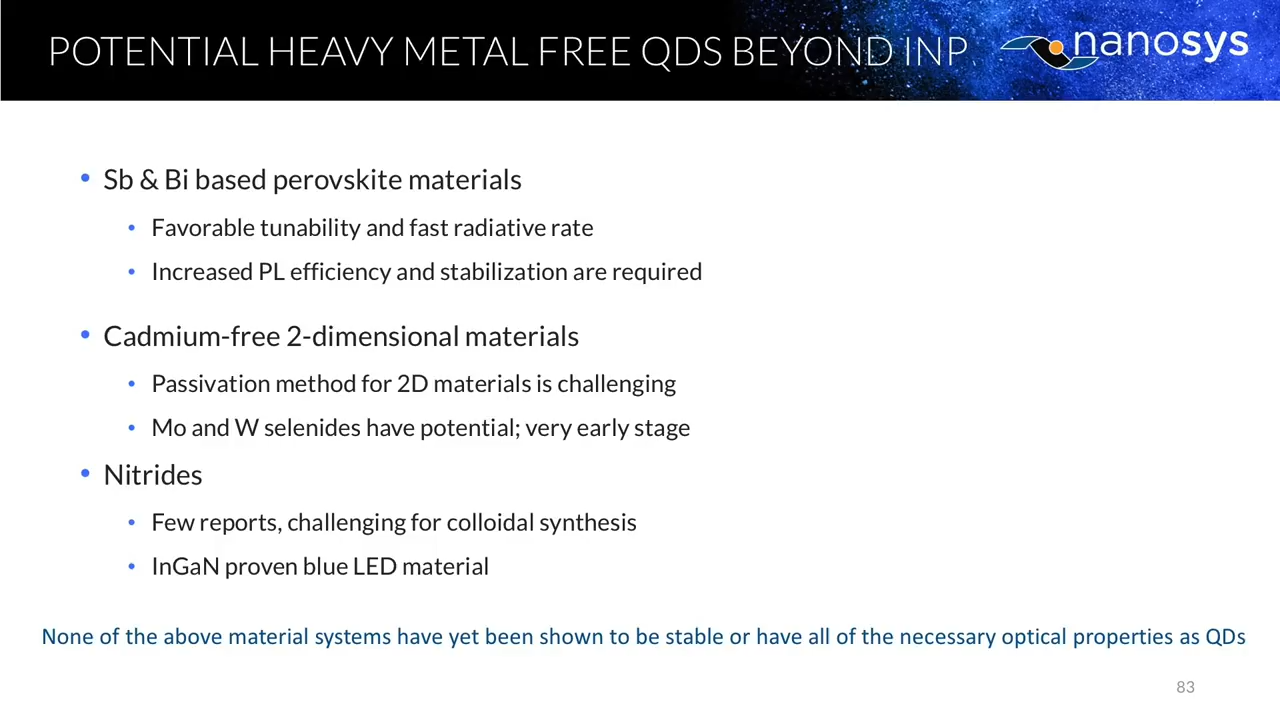 POTENTIAL HEAVY METAL FREE QDS BEYOND INP
nanosys
• Sb & Bi based perovskite materials
• Favorable tunability and fast radiative rate
• Increased PL efficiency and stabilization are required
• Cadmium-free 2-dimensional materials
• Passivation method for 2D materials is challenging
• Mo and W selenides have potential; very early stage
• Nitrides
• Few reports, challenging for colloidal synthesis
• InGaN proven blue LED material
None of the above material systems have yet been shown to be stable or have all of the necessary optical properties as QDs
83